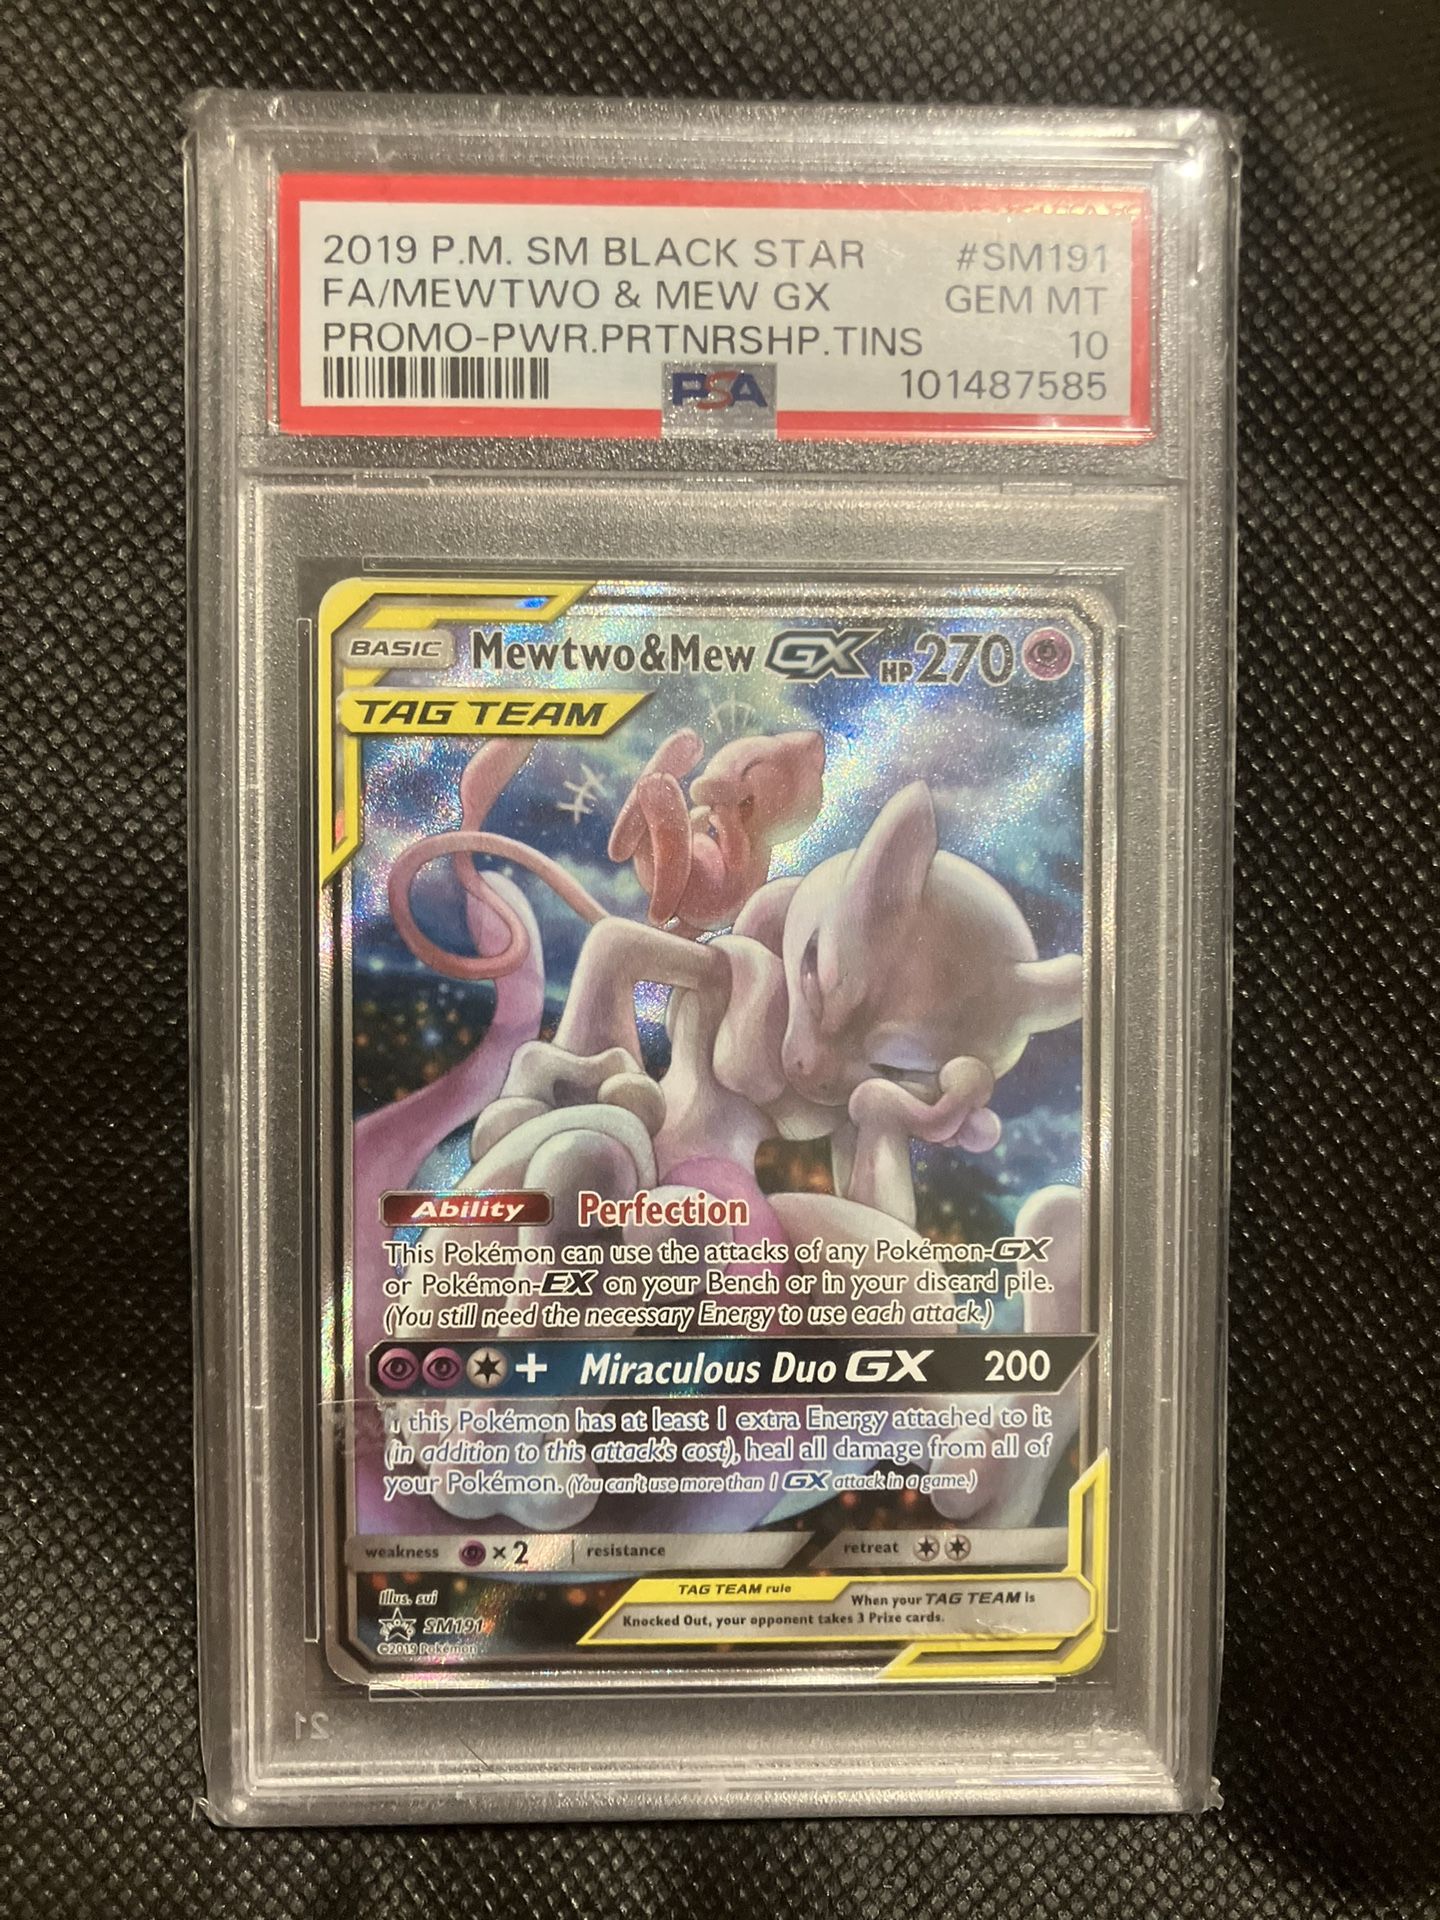 2019 P.M. SM BLACK STAR #SM191
FA/MEWTWO & MEW GX GEM MT
PROMO-PWR.PRTNRSHP.TINS 10
PSA 101487585
BASIC Mewtwo&Mew GX HP270
TAG TEAM
Ability Perfection
This Pokémon can use the attacks of any Pokémon-GX
or Pokémon-EX on your Bench or in your discard pile.
(You still need the necessary Energy to use each attack.)
+ Miraculous Duo GX 200
If this Pokémon has at least 1 extra Energy attached to it
(in addition to this attack's cost), heal all damage from all of
your Pokémon. (You can't use more than 1 GX attack in a game.)
weakness ×2 resistance retreat
TAG TEAM rule When your TAG TEAM is
Knocked Out, your opponent takes 3 Prize cards.
Illus. sui
SM191
©2019 Pokémon
21